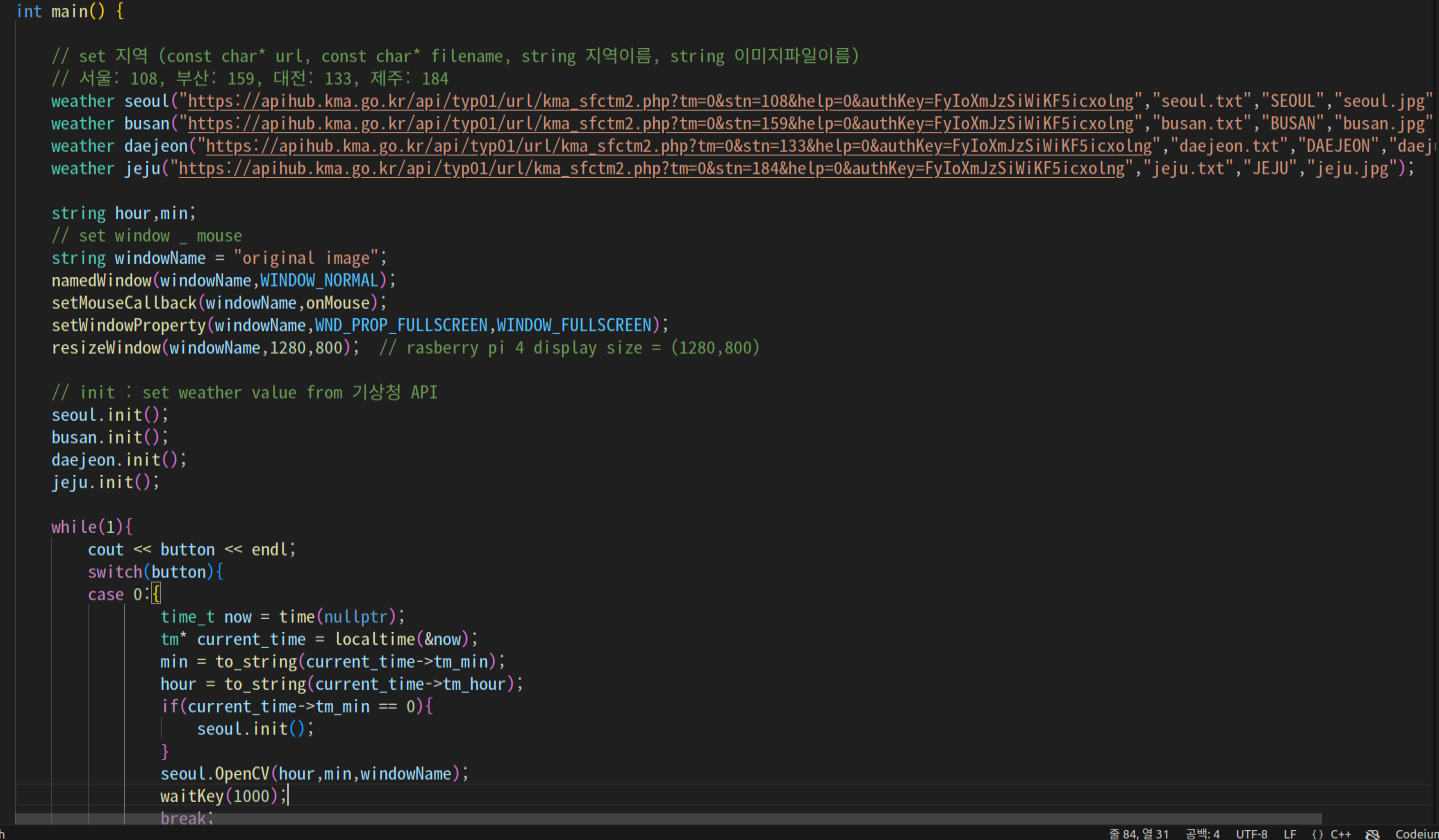 int main() {
// set 지역 (const char* url, const char* filename, string 지역이름, string 이미지파일이름)
// 서울: 108, 부산: 159, 대전: 133, 제주: 184
weather seoul("https://apihub.kma.go.kr/api/typ01/url/kma_sfctm2.php?tm=0&stn=108&help=0&authKey=FyIoXmJzSiWiKF5icxolng","seoul.txt","SEOUL","seoul.jpg"
weather busan("https://apihub.kma.go.kr/api/typ01/url/kma_sfctm2.php?tm=0&stn=159&help=0&authKey=FyIoXmJzSiWiKF5icxolng","busan.txt","BUSAN","busan.jpg"
weather daejeon("https://apihub.kma.go.kr/api/typ01/url/kma_sfctm2.php?tm=0&stn=133&help=0&authKey=FyIoXmJzSiWiKF5icxolng","daejeon.txt","DAEJEON","daej
weather jeju("https://apihub.kma.go.kr/api/typ01/url/kma_sfctm2.php?tm=0&stn=184&help=0&authKey=FyIoXmJzSiWiKF5icxolng","jeju.txt","JEJU","jeju.jpg");
string hour,min;
// set window _ mouse
string windowName = "original image";
namedWindow(windowName,WINDOW_NORMAL);
setMouseCallback(windowName,onMouse);
setWindowProperty(windowName,WND_PROP_FULLSCREEN,WINDOW_FULLSCREEN);
resizeWindow(windowName,1280,800);  // rasberry pi 4 display size = (1280,800)
// init : set weather value from 기상청 API
seoul.init();
busan.init();
daejeon.init();
jeju.init();
while(1){
cout << button << endl;
switch(button){
case 0:{
time_t now = time(nullptr);
tm* current_time = localtime(&now);
min = to_string(current_time->tm_min);
hour = to_string(current_time->tm_hour);
if(current_time->tm_min == 0){
seoul.init();
}
seoul.OpenCV(hour,min,windowName);
waitKey(1000);
break;
줄 84, 열 31 공백: 4 UTF-8 LF {} C++ Codeium